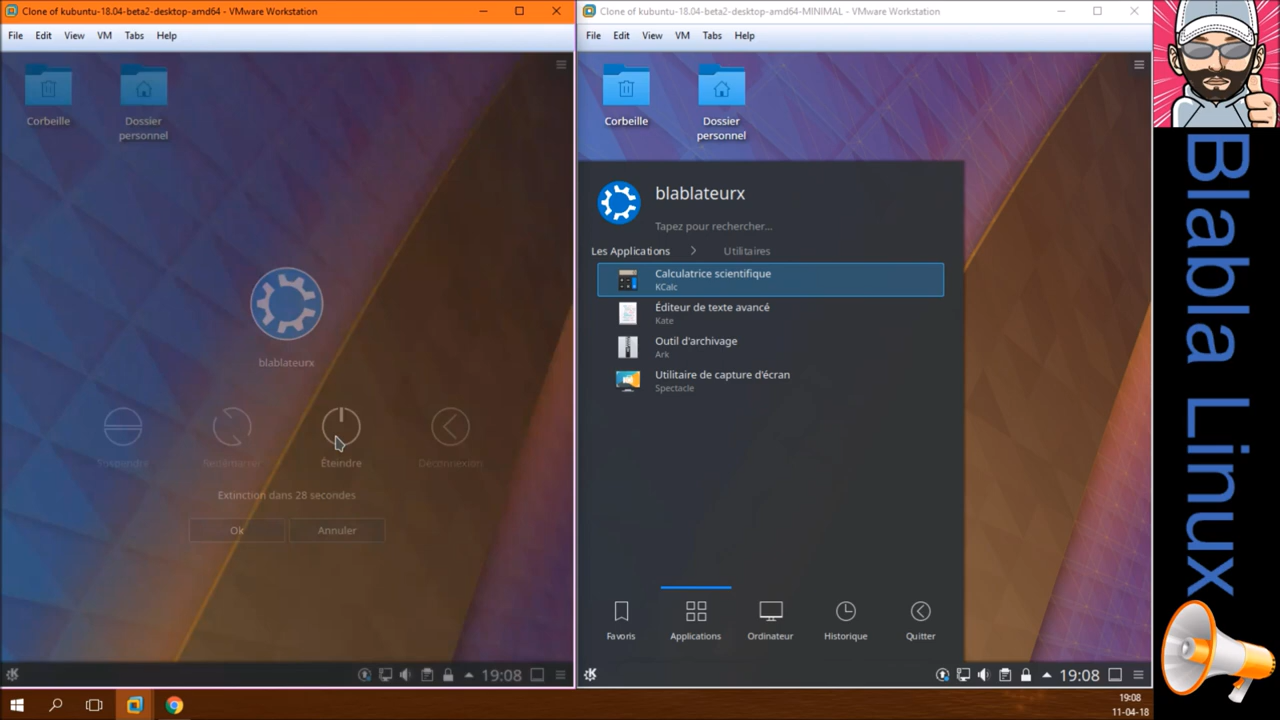 Clone of kubuntu-18.04-beta2-desktop-amd64 - VMware Workstation
File Edit View VM Tabs Help
Corbeille
Dossier
personnel
blablateurx
Suspendre Redémarrer Éteindre Déconnexion
Extinction dans 28 secondes
Ok Annuler
19:08
Clone of kubuntu-18.04-beta2-desktop-amd64-MINIMAL - VMware Workstation
File Edit View VM Tabs Help
Corbeille
Dossier
personnel
blablateurx
Tapez pour rechercher...
Les Applications Utilitaires
Calculatrice scientifique
KCalc
Éditeur de texte avancé
Kate
Outil d'archivage
Ark
Utilitaire de capture d'écran
Spectacle
Favoris Applications Ordinateur Historique Quitter
19:08
Blabla Linux
19:08
11-04-18